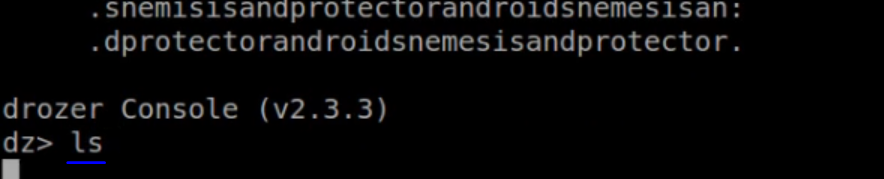 .snemisisandprotectorandroidsnemesisan:
.dprotectorandroidsnemesisandprotector.
drozer Console (v2.3.3)
dz> ls